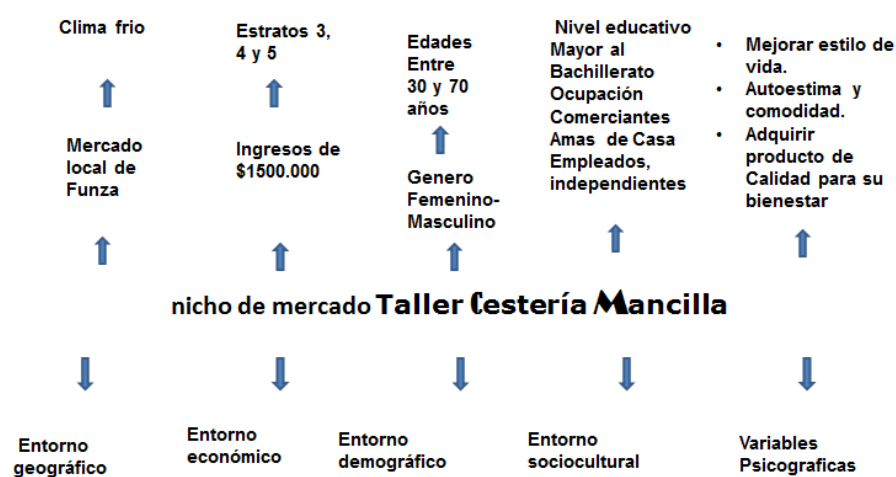 Clima frio
Mercado
local de
Funza
Estratos 3,
4 y 5
Ingresos de
$1500.000
Edades
Entre
30 y 70
años
Genero
Femenino-
Masculino
Nivel educativo
Mayor al
Bachillerato
Ocupación
Comerciantes
Amas de Casa
Empleados,
independientes
• Mejorar estilo de
vida.
• Autoestima y
comodidad.
• Adquirir
producto de
Calidad para su
bienestar
nicho de mercado Taller Cestería Mancilla
Entorno
geográfico
Entorno
económico
Entorno
demográfico
Entorno
sociocultural
Variables
Psicograficas